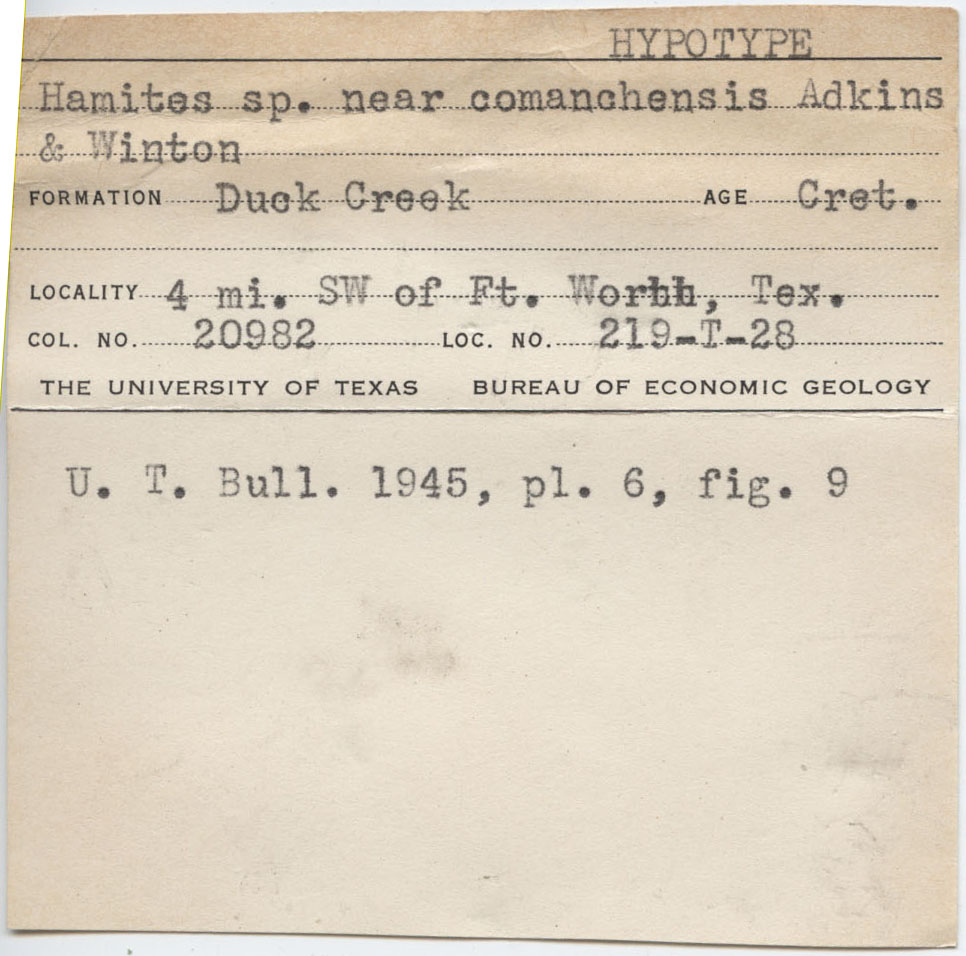 HYPOTYPE
Hamites sp. near comanchensis Adkins
& Winton
FORMATION Duck Creek AGE Cret.
LOCALITY 4 mi. SW of Ft. Worhh, Tex.
COL. NO. 20982 LOC. NO. 219-T-28
THE UNIVERSITY OF TEXAS BUREAU OF ECONOMIC GEOLOGY
U. T. Bull. 1945, pl. 6, fig. 9